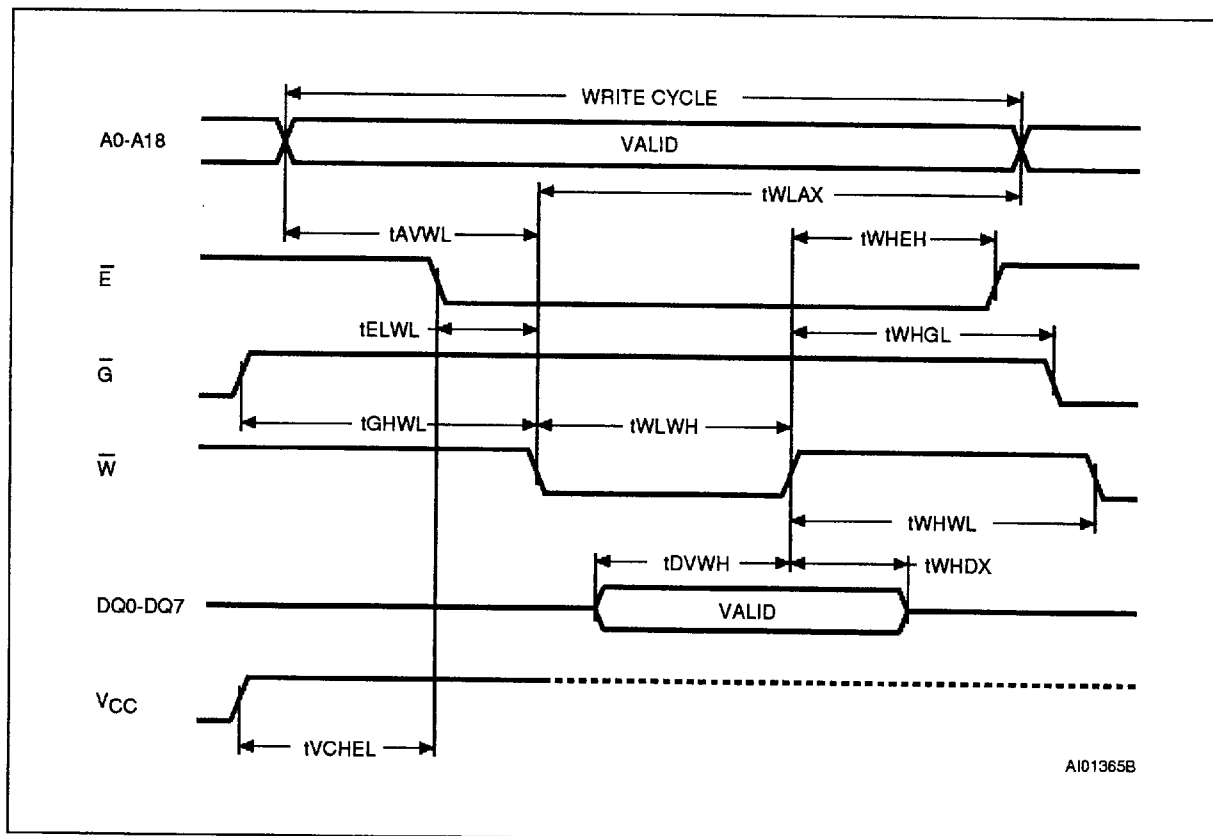 WRITE CYCLE
A0-A18 VALID
tWLAX
tAVWL tWHEH
E̅
tELWL tWHGL
G̅
tGHWL tWLWH
W̅
tWHWL
tDVWH tWHDX
DQ0-DQ7 VALID
VCC
tVCHEL
AI01365B